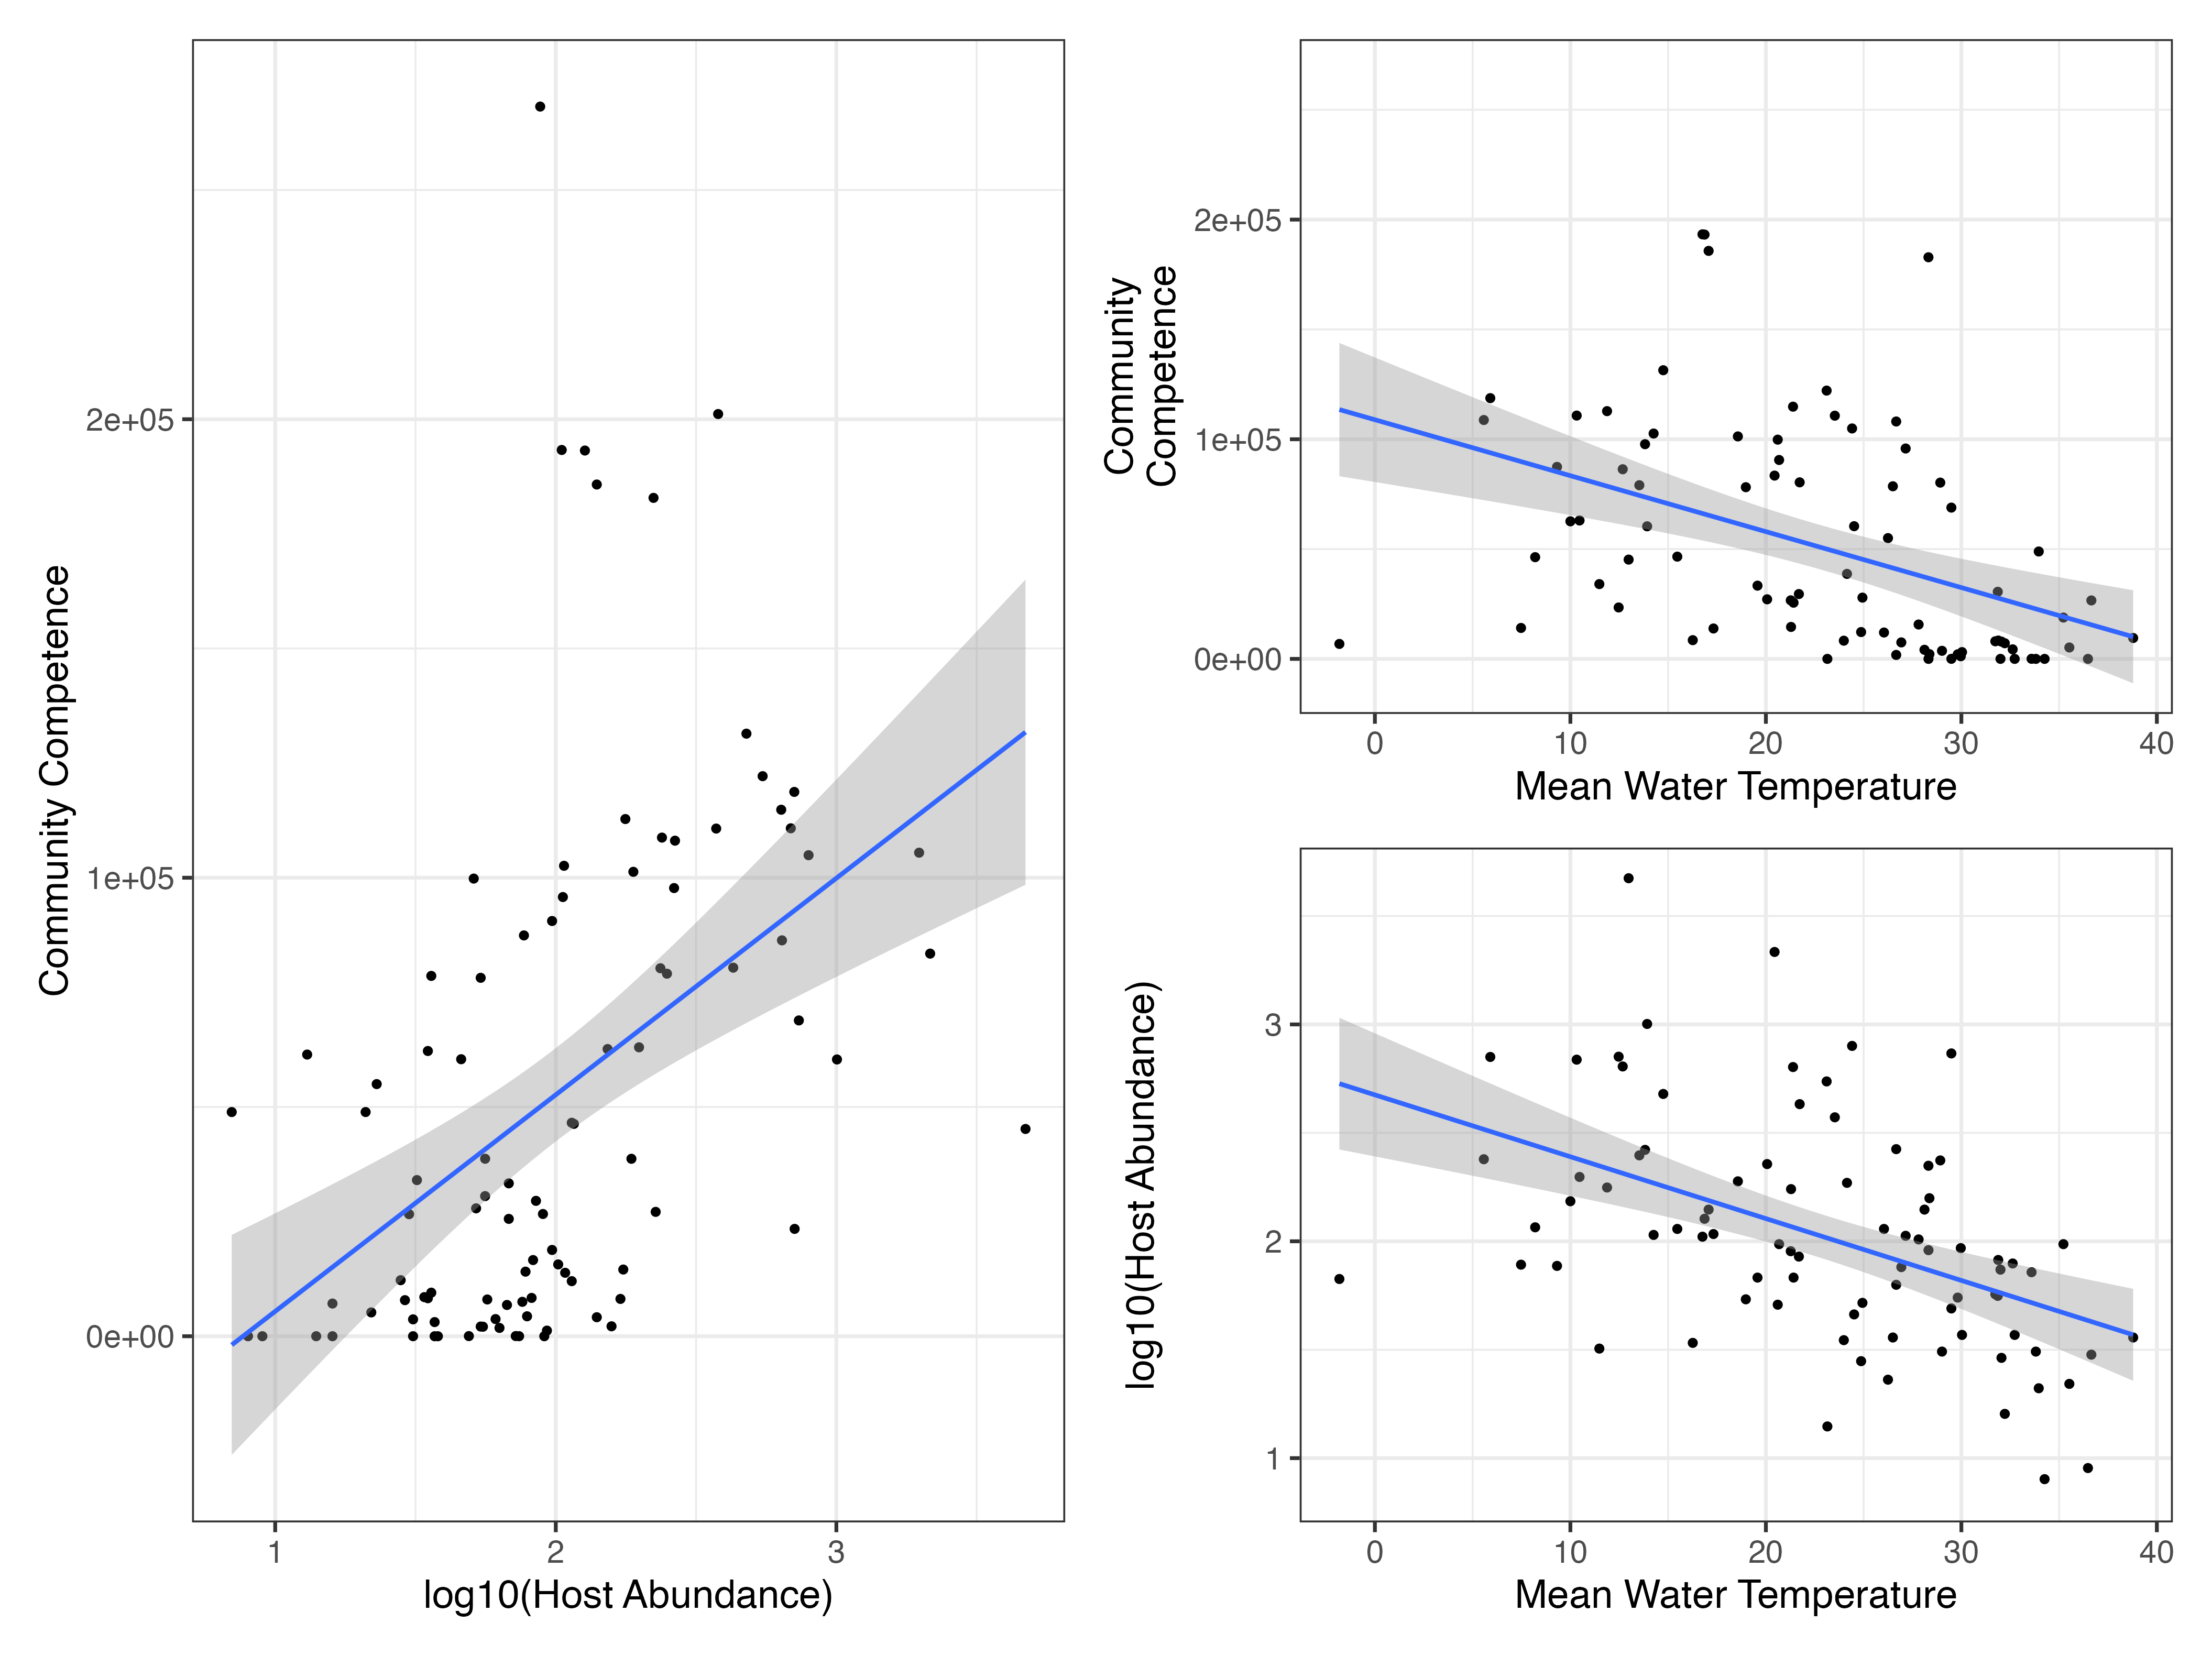 Community Competence
2e+05
1e+05
0e+00
1 2 3
log10(Host Abundance)
Community
Competence
2e+05
1e+05
0e+00
0 10 20 30 40
Mean Water Temperature
log10(Host Abundance)
3
2
1
0 10 20 30 40
Mean Water Temperature